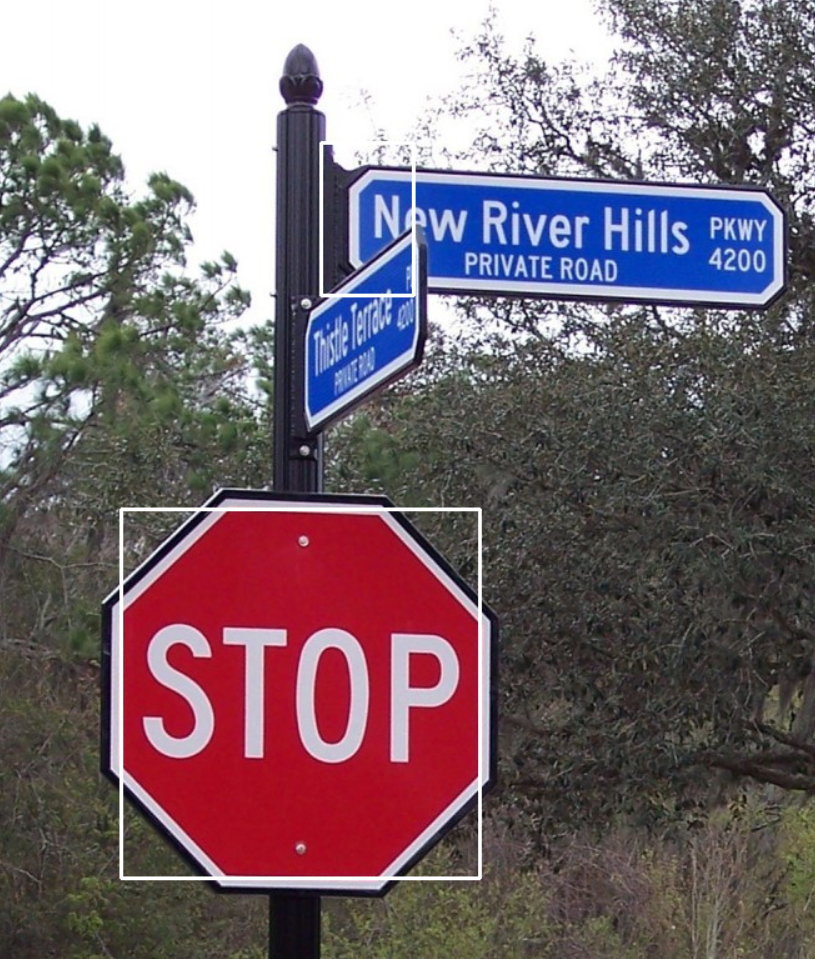 New River Hills PKWY
PRIVATE ROAD 4200
Thistle Terrace
4200
PRIVATE ROAD
STOP